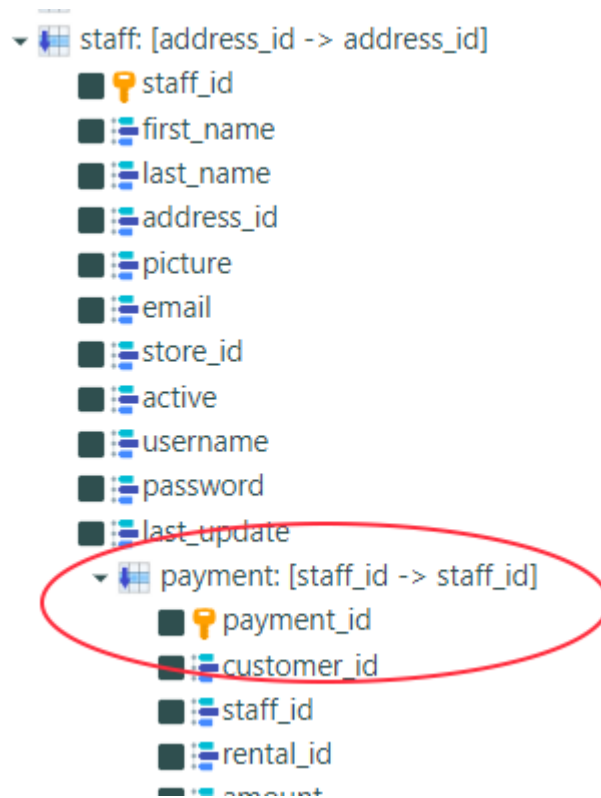 staff: [address_id -> address_id]
staff_id
first_name
last_name
address_id
picture
email
store_id
active
username
password
last_update
payment: [staff_id -> staff_id]
payment_id
customer_id
staff_id
rental_id
amount